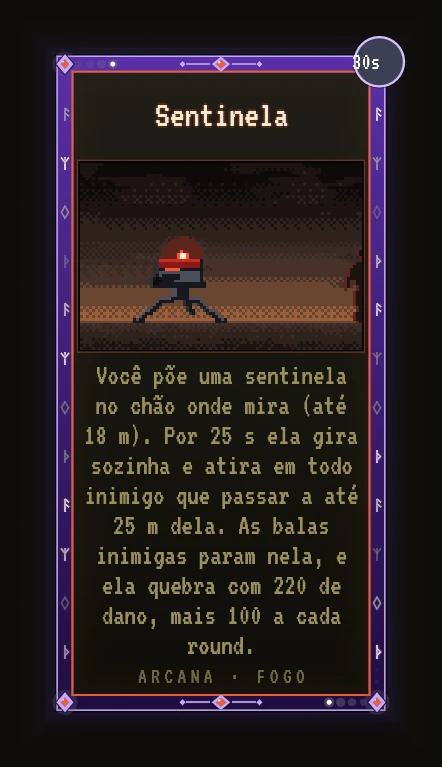 30s
Sentinela
Você põe uma sentinela
no chão onde mira (até
18 m). Por 25 s ela gira
sozinha e atira em todo
inimigo que passar a até
25 m dela. As balas
inimigas param nela, e
ela quebra com 220 de
dano, mais 100 a cada
round.
ARCANA · FOGO